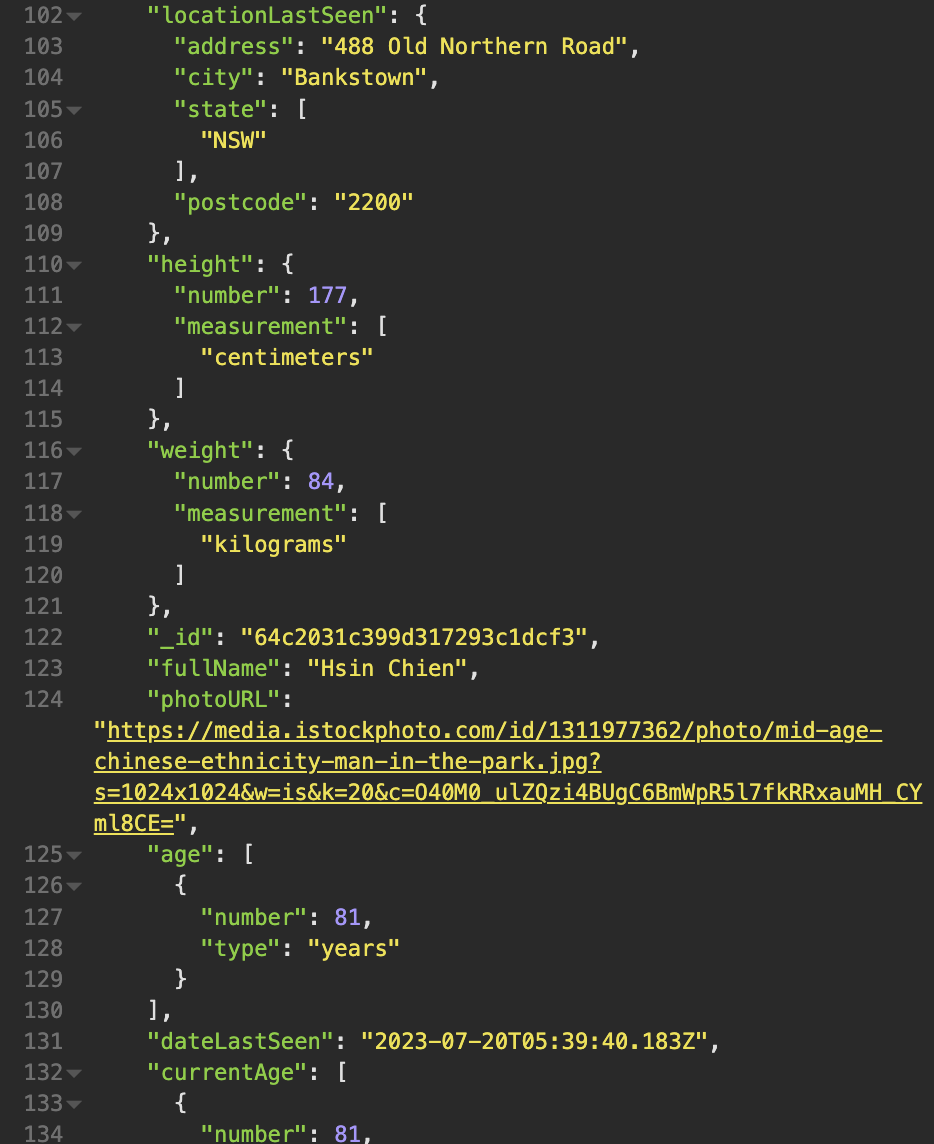 102 "locationLastSeen": {
103 "address": "488 Old Northern Road",
104 "city": "Bankstown",
105 "state": [
106 "NSW"
107 ],
108 "postcode": "2200"
109 },
110 "height": {
111 "number": 177,
112 "measurement": [
113 "centimeters"
114 ]
115 },
116 "weight": {
117 "number": 84,
118 "measurement": [
119 "kilograms"
120 ]
121 },
122 "_id": "64c2031c399d317293c1dcf3",
123 "fullName": "Hsin Chien",
124 "photoURL":
"https://media.istockphoto.com/id/1311977362/photo/mid-age-
chinese-ethnicity-man-in-the-park.jpg?
s=1024x1024&w=is&k=20&c=O40M0_ulZQzi4BUgC6BmWpR5l7fkRRxauMH_CY
ml8CE=",
125 "age": [
126 {
127 "number": 81,
128 "type": "years"
129 }
130 ],
131 "dateLastSeen": "2023-07-20T05:39:40.183Z",
132 "currentAge": [
133 {
134 "number": 81,